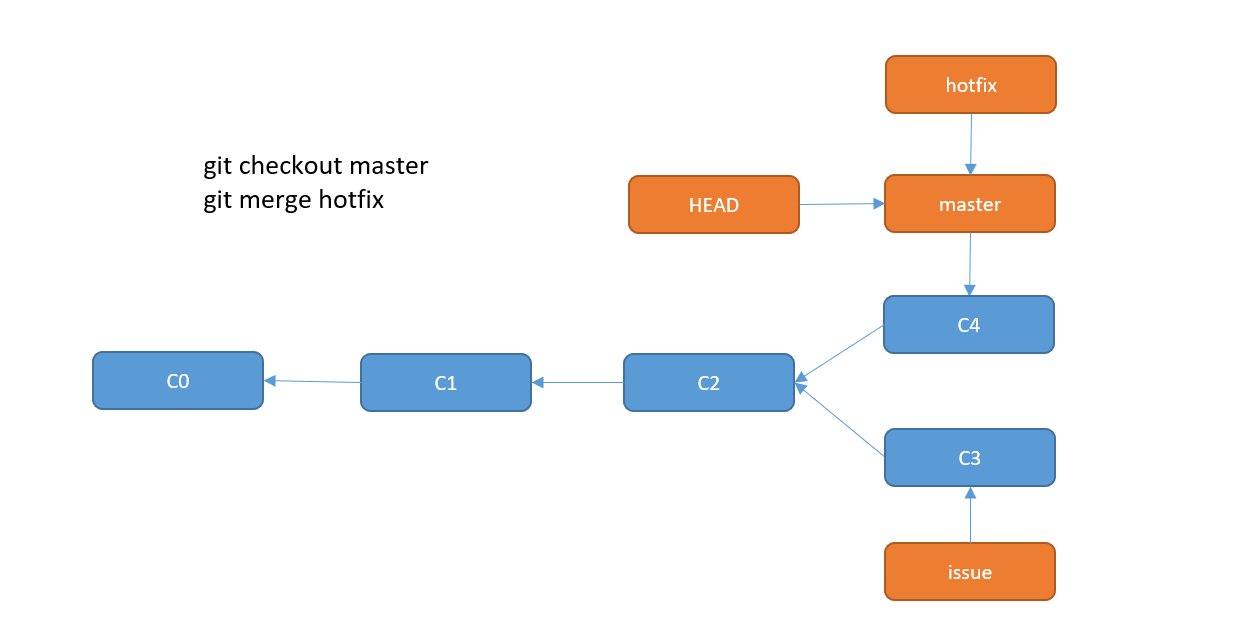 hotfix
git checkout master
git merge hotfix
HEAD
master
C4
C0
C1
C2
C3
issue